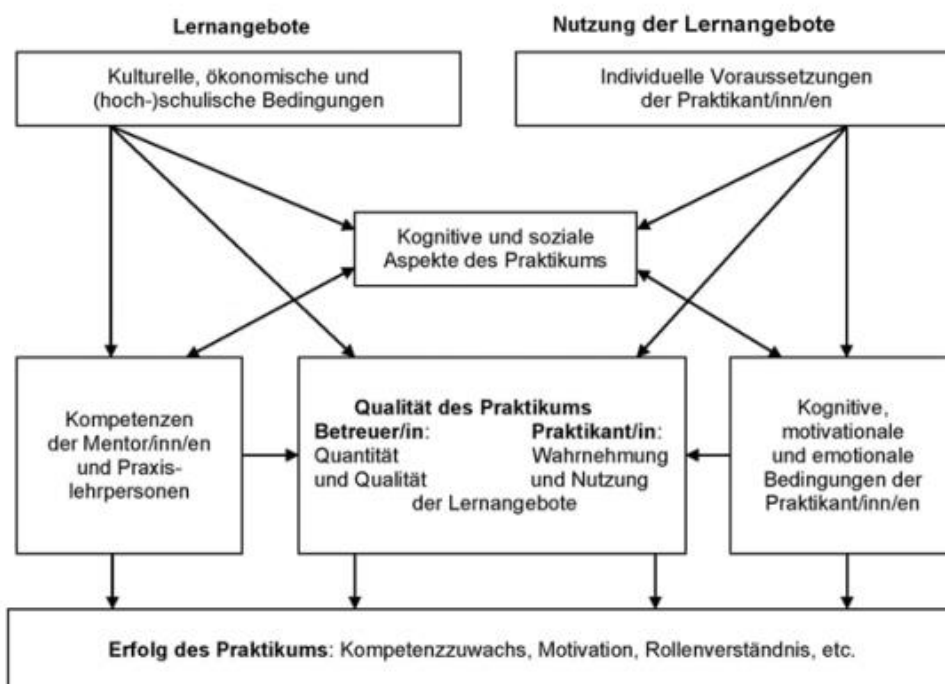 Lernangebote
Nutzung der Lernangebote
Kulturelle, ökonomische und
(hoch-)schulische Bedingungen
Individuelle Voraussetzungen
der Praktikant/inn/en
Kognitive und soziale
Aspekte des Praktikums
Kompetenzen
der Mentor/inn/en
und Praxis-
lehrpersonen
Qualität des Praktikums
Betreuer/in:
Quantität
und Qualität
Praktikant/in:
Wahrnehmung
und Nutzung
der Lernangebote
Kognitive,
motivationale
und emotionale
Bedingungen der
Praktikant/inn/en
Erfolg des Praktikums: Kompetenzzuwachs, Motivation, Rollenverständnis, etc.